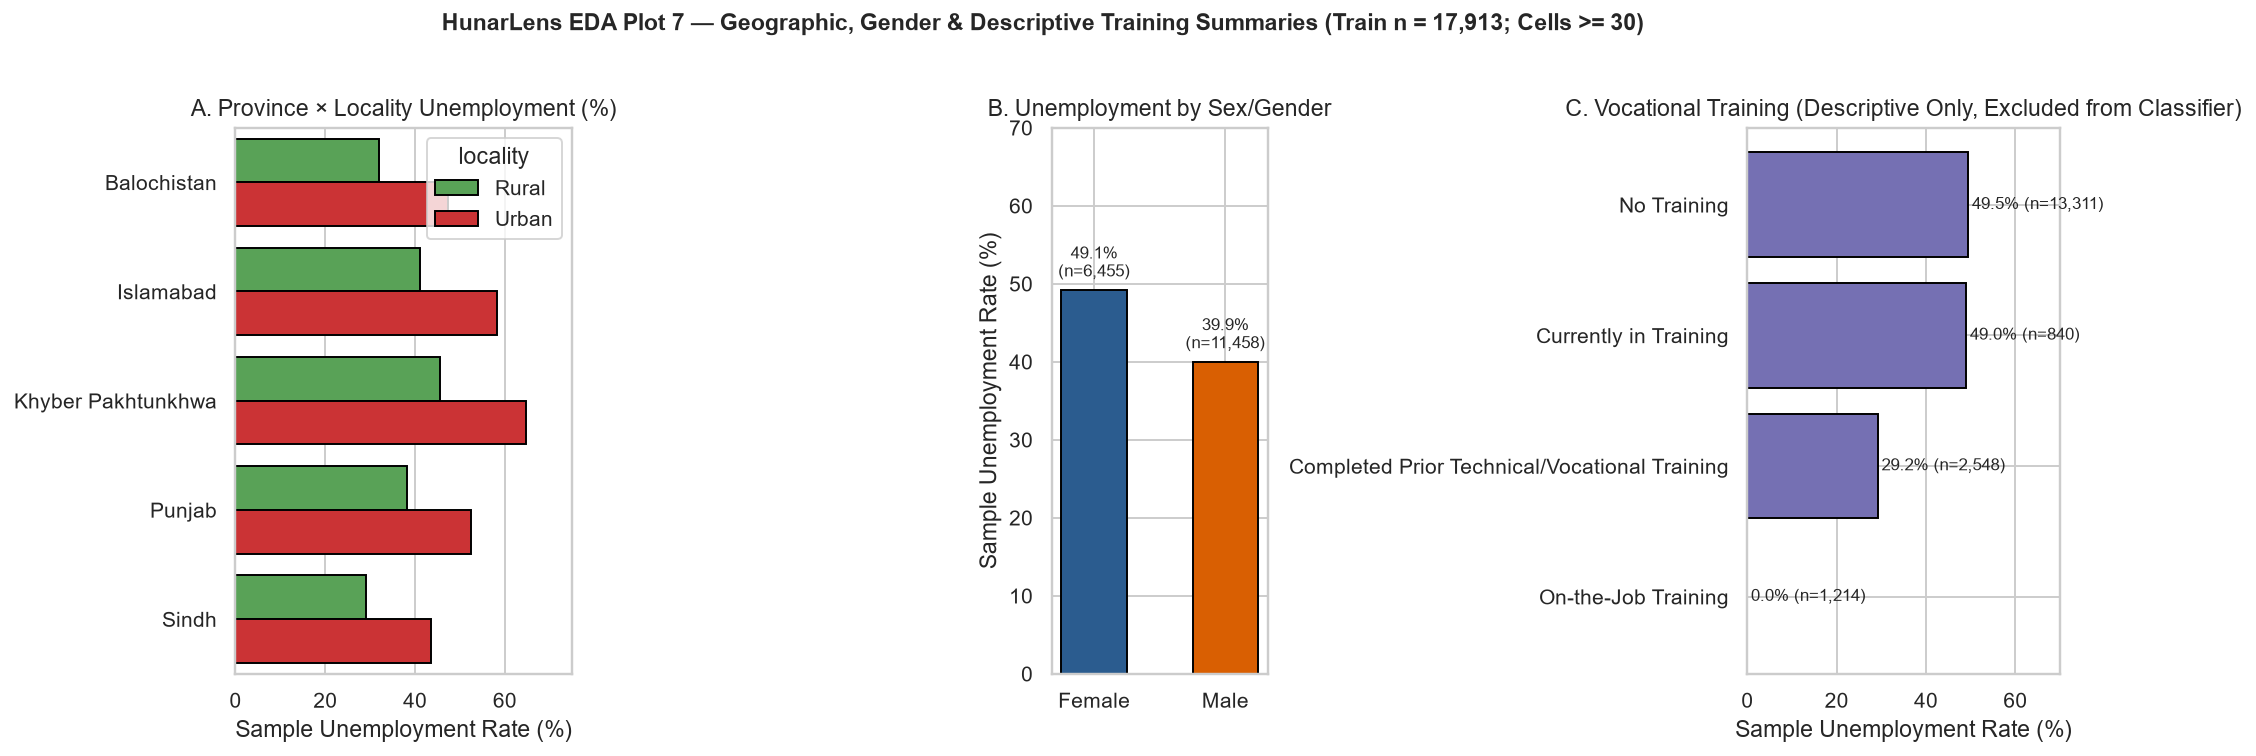 HunarLens EDA Plot 7 — Geographic, Gender & Descriptive Training Summaries (Train n = 17,913; Cells >= 30)
A. Province × Locality Unemployment (%)
locality
Rural
Urban
Balochistan
Islamabad
Khyber Pakhtunkhwa
Punjab
Sindh
0 20 40 60
Sample Unemployment Rate (%)
B. Unemployment by Sex/Gender
Sample Unemployment Rate (%)
70
60
50
40
30
20
10
0
49.1%
(n=6,455)
39.9%
(n=11,458)
Female Male
C. Vocational Training (Descriptive Only, Excluded from Classifier)
No Training 49.5% (n=13,311)
Currently in Training 49.0% (n=840)
Completed Prior Technical/Vocational Training 29.2% (n=2,548)
On-the-Job Training 0.0% (n=1,214)
0 20 40 60
Sample Unemployment Rate (%)